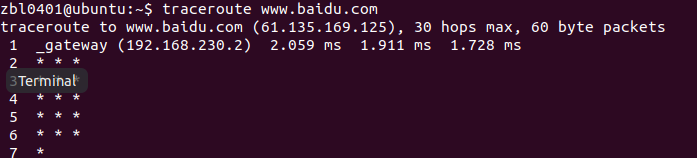 zbl0401@ubuntu:~$ traceroute www.baidu.com
traceroute to www.baidu.com (61.135.169.125), 30 hops max, 60 byte packets
1 _gateway (192.168.230.2) 2.059 ms 1.911 ms 1.728 ms
2 * * *
3 Terminal *
4 * * *
5 * * *
6 * * *
7 *